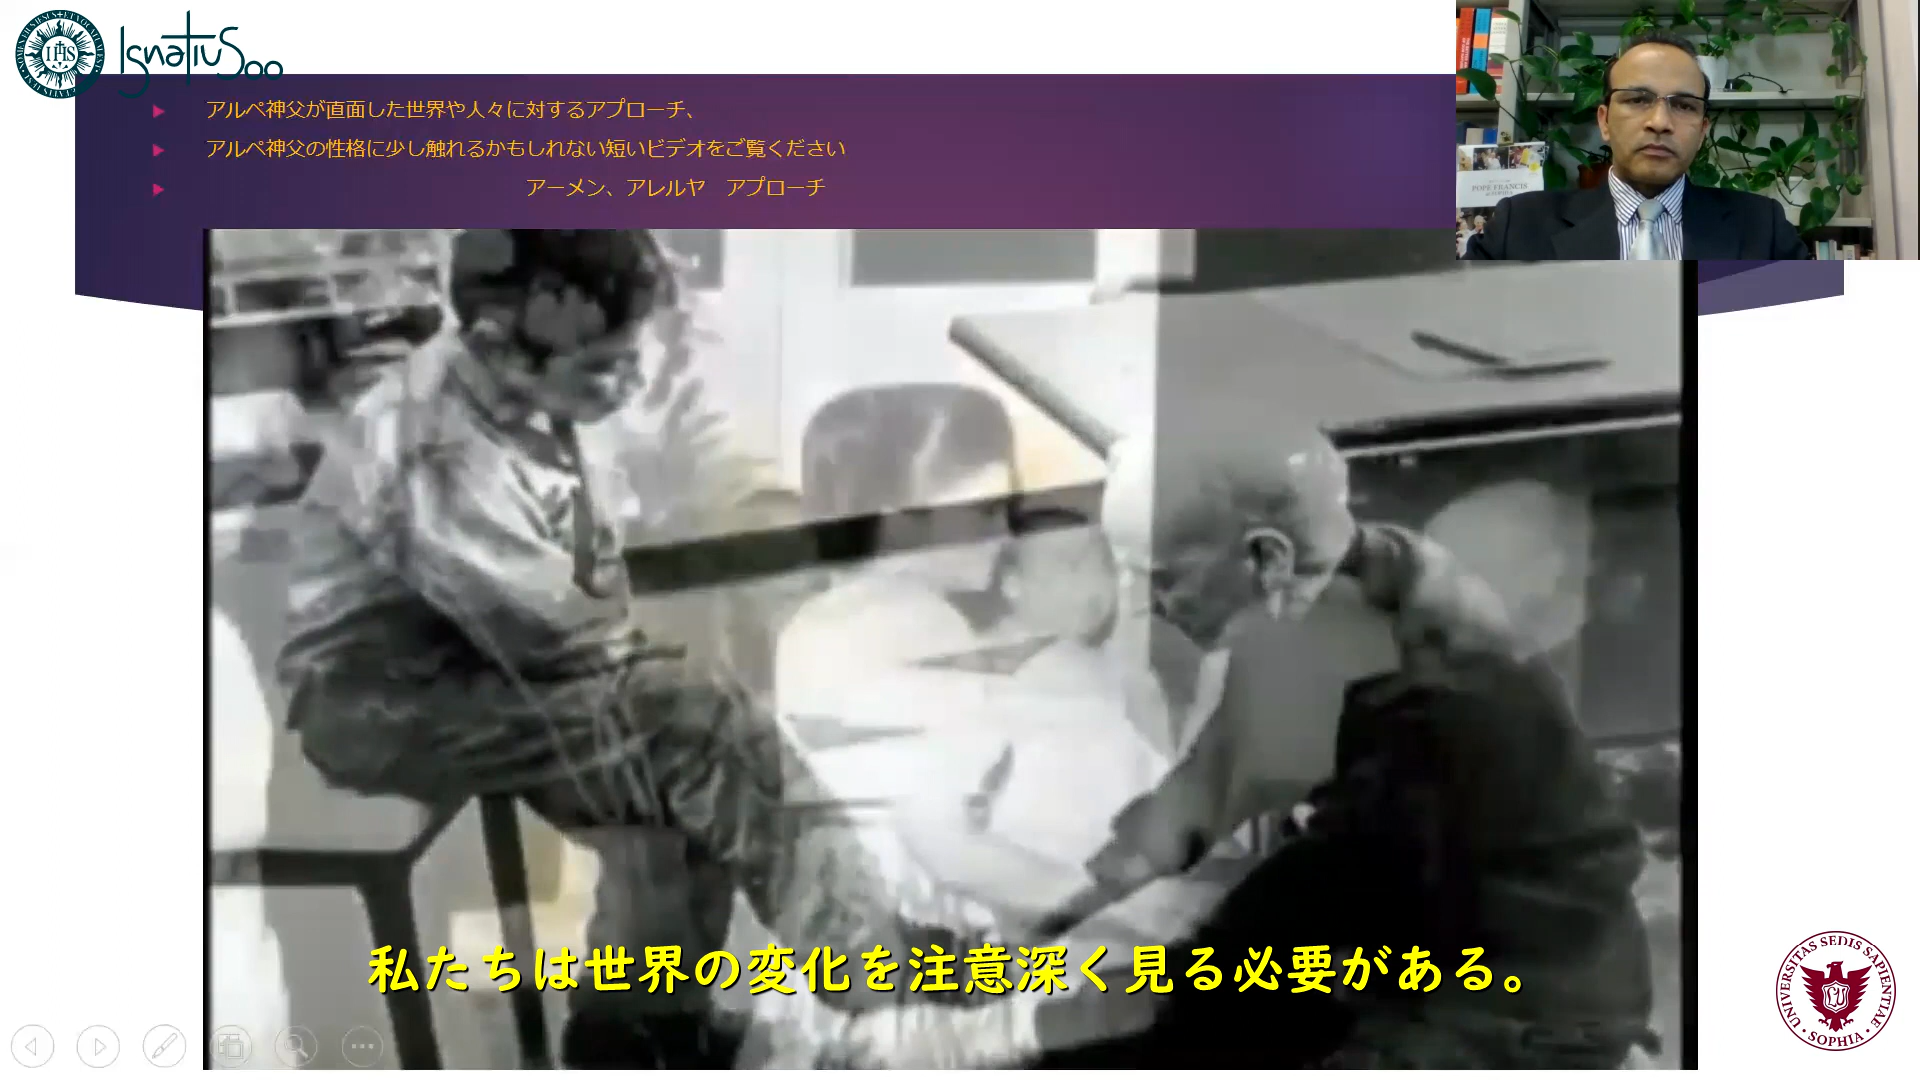 IHS
IgnatiuS500
アルペ神父が直面した世界や人々に対するアプローチ、
アルペ神父の性格に少し触れるかもしれない短いビデオをご覧ください
アーメン、アレルヤ　アプローチ
POPE FRANCIS
私たちは世界の変化を注意深く見る必要がある。
UNIVERSITAS SEDIS SAPIENTIAE
SOPHIA